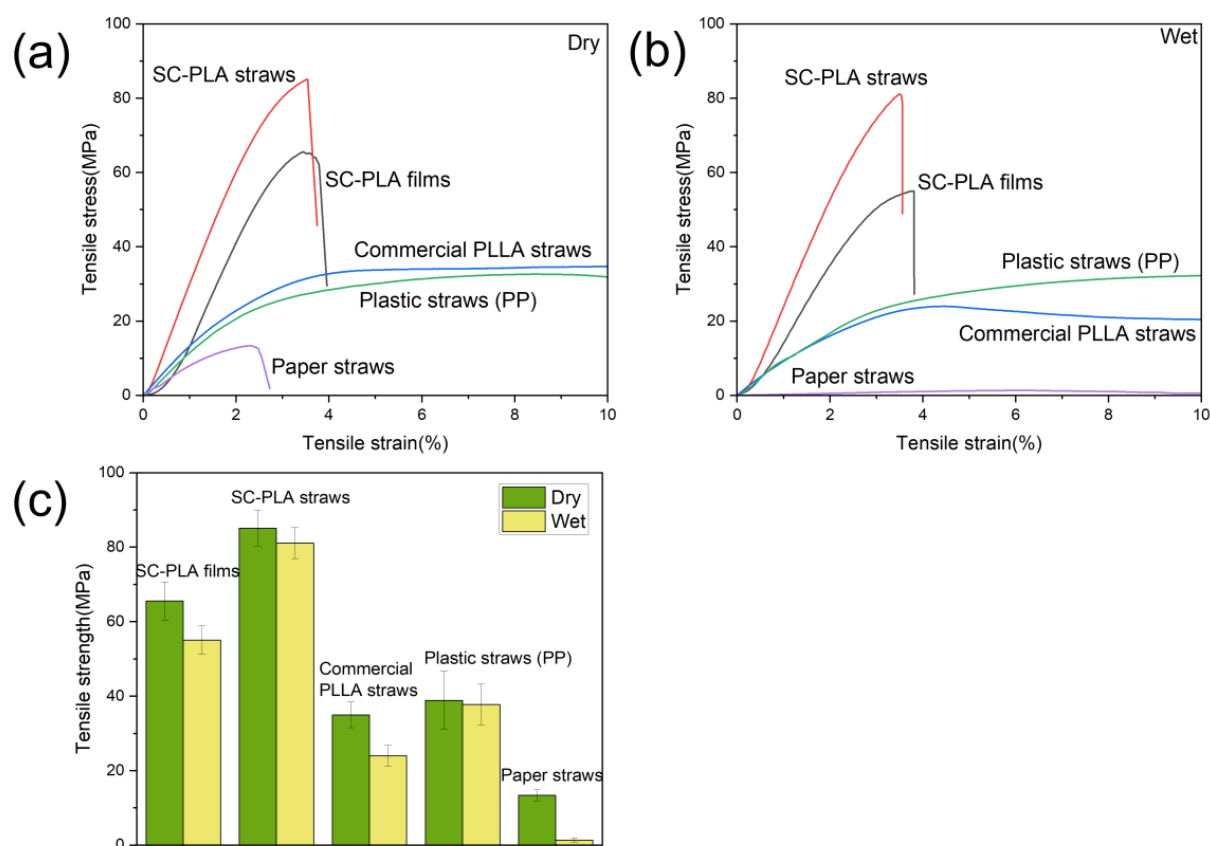 (a)
Dry
SC-PLA straws
SC-PLA films
Commercial PLLA straws
Plastic straws (PP)
Paper straws
Tensile stress(MPa)
100
80
60
40
20
0
0 2 4 6 8 10
Tensile strain(%)
(b)
Wet
SC-PLA straws
SC-PLA films
Plastic straws (PP)
Commercial PLLA straws
Paper straws
Tensile stress(MPa)
100
80
60
40
20
0
0 2 4 6 8 10
Tensile strain(%)
(c)
Dry
Wet
SC-PLA films
SC-PLA straws
Commercial
PLLA straws
Plastic straws (PP)
Paper straws
Tensile strength(MPa)
100
80
60
40
20
0